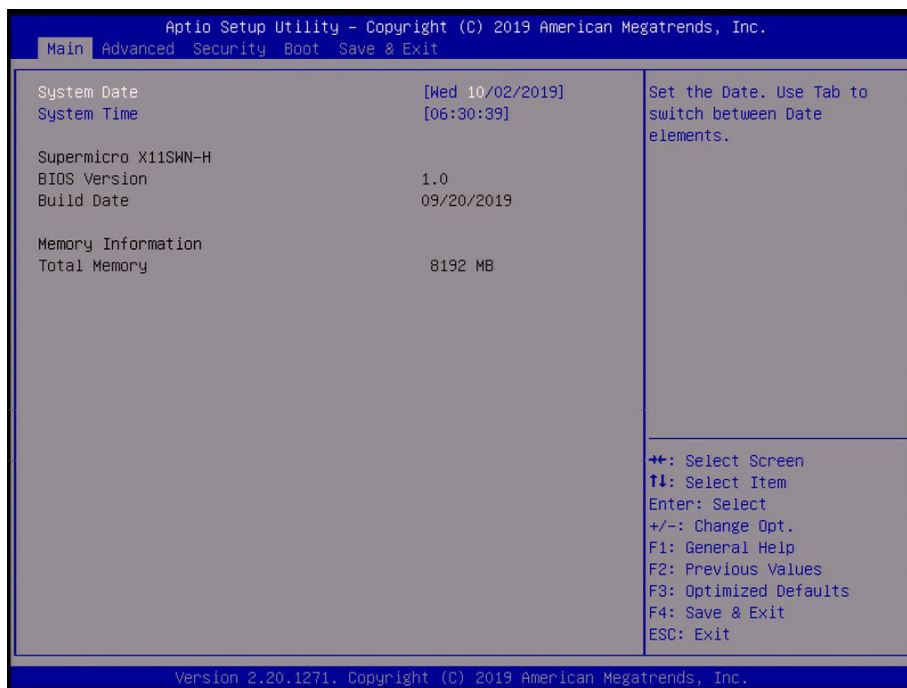 Aptio Setup Utility – Copyright (C) 2019 American Megatrends, Inc.
Main Advanced Security Boot Save & Exit
System Date [Wed 10/02/2019]
System Time [06:30:39]
Supermicro X11SWN-H
BIOS Version 1.0
Build Date 09/20/2019
Memory Information
Total Memory 8192 MB
Set the Date. Use Tab to
switch between Date
elements.
→←: Select Screen
↑↓: Select Item
Enter: Select
+/-: Change Opt.
F1: General Help
F2: Previous Values
F3: Optimized Defaults
F4: Save & Exit
ESC: Exit
Version 2.20.1271. Copyright (C) 2019 American Megatrends, Inc.